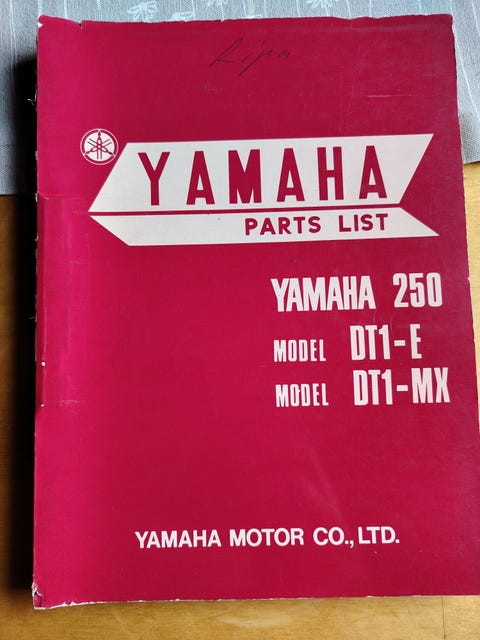 YAMAHA
PARTS LIST
YAMAHA 250
MODEL DT1-E
MODEL DT1-MX
YAMAHA MOTOR CO., LTD.